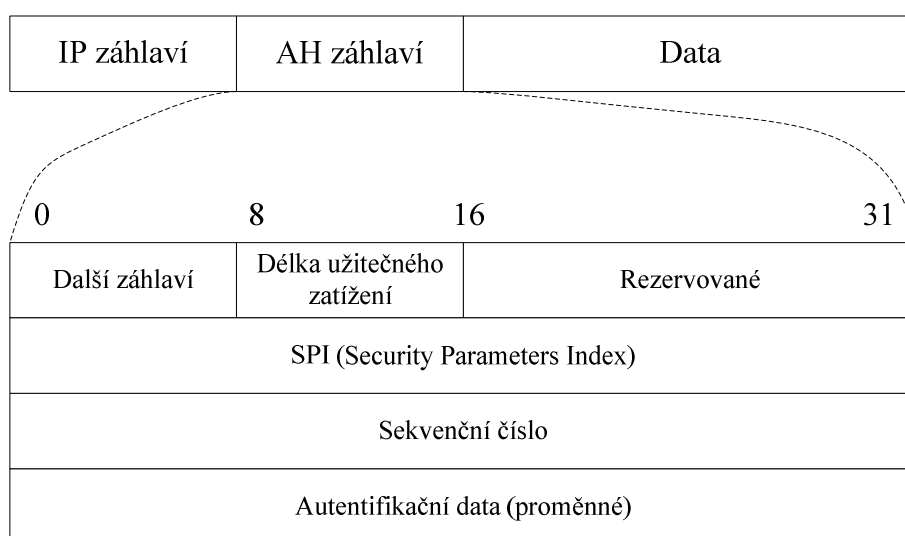 IP záhlaví
AH záhlaví
Data
0
8
16
31
Další záhlaví
Délka užitečného
zatížení
Rezervované
SPI (Security Parameters Index)
Sekvenční číslo
Autentifikační data (proměnné)